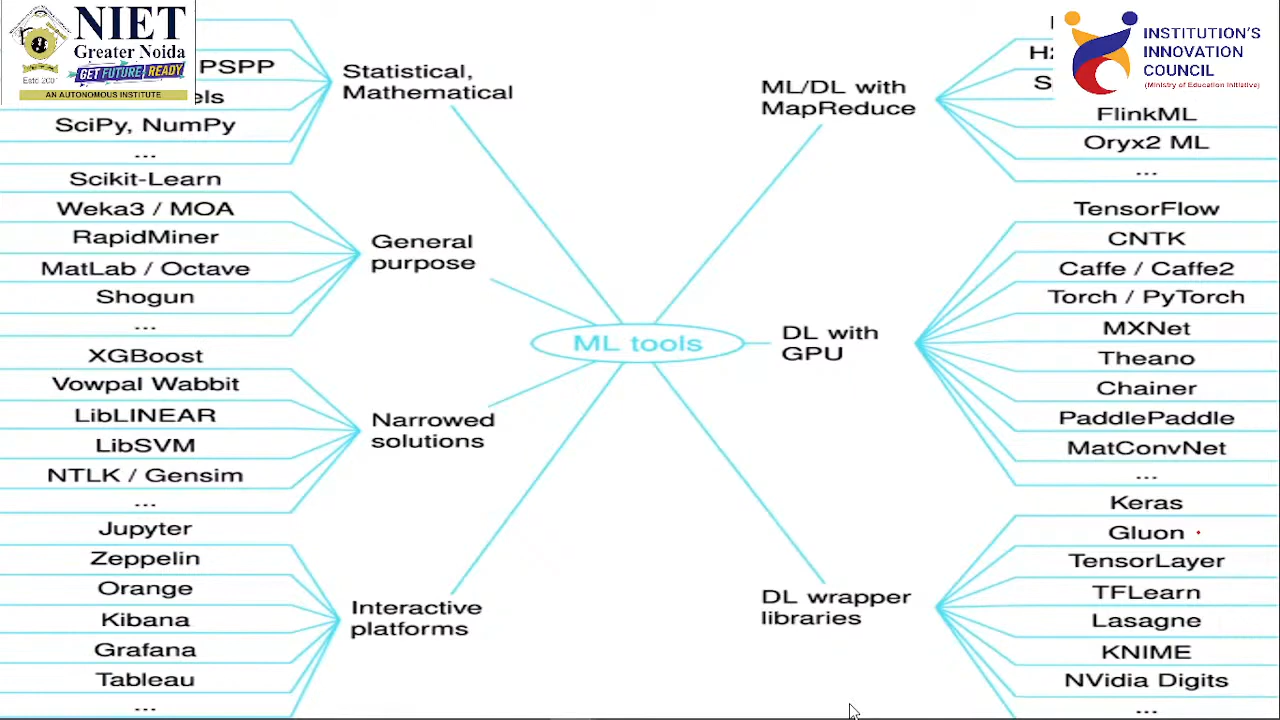 NIET
Greater Noida
GET FUTURE READY
AN AUTONOMOUS INSTITUTE
PSPP
SciPy, NumPy
...
Statistical,
Mathematical
Scikit-Learn
Weka3 / MOA
RapidMiner
MatLab / Octave
Shogun
...
General
purpose
XGBoost
Vowpal Wabbit
LibLINEAR
LibSVM
NTLK / Gensim
...
Narrowed
solutions
Jupyter
Zeppelin
Orange
Kibana
Grafana
Tableau
...
Interactive
platforms
ML tools
INSTITUTION'S
INNOVATION
COUNCIL
(Ministry of Education Initiative)
ML/DL with
MapReduce
FlinkML
Oryx2 ML
...
DL with
GPU
TensorFlow
CNTK
Caffe / Caffe2
Torch / PyTorch
MXNet
Theano
Chainer
PaddlePaddle
MatConvNet
...
DL wrapper
libraries
Keras
Gluon
TensorLayer
TFLearn
Lasagne
KNIME
NVidia Digits
...